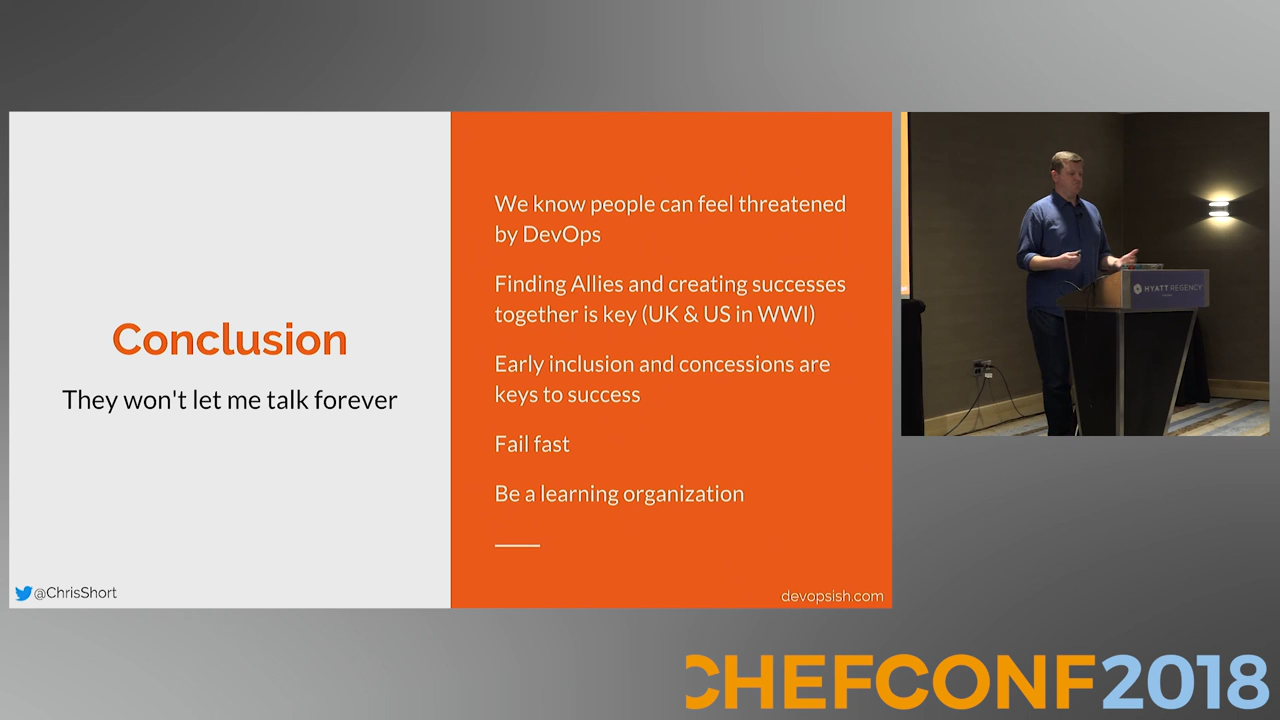 Conclusion
They won't let me talk forever
@ChrisShort
We know people can feel threatened
by DevOps
Finding Allies and creating successes
together is key (UK & US in WWI)
Early inclusion and concessions are
keys to success
Fail fast
Be a learning organization
devopsish.com
HYATT REGENCY
CHEFCONF2018